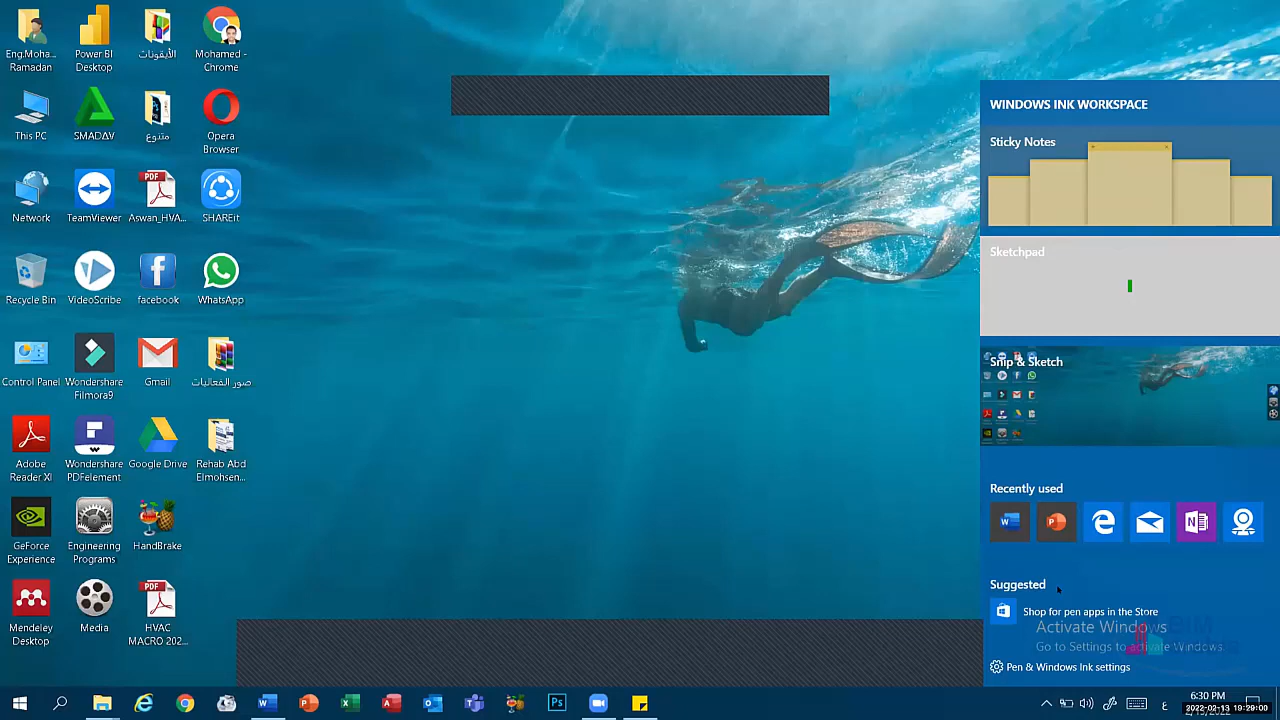 Eng.Moha...
Ramadan
Power BI
Desktop
الأيقونات
Mohamed -
Chrome
This PC
SMADAV
متنوع
Opera
Browser
Network
TeamViewer
Aswan_HVA...
SHAREit
Recycle Bin
VideoScribe
facebook
WhatsApp
Control Panel
Wondershare
Filmora9
Gmail
صور الفعاليات
Adobe
Reader XI
Wondershare
PDFelement
Google Drive
Rehab Abd
Elmohsen...
GeForce
Experience
Engineering
Programs
HandBrake
Mendeley
Desktop
Media
HVAC
MACRO 202...
WINDOWS INK WORKSPACE
Sticky Notes
Sketchpad
Snip & Sketch
Recently used
Suggested
Shop for pen apps in the Store
Activate Windows
Go to Settings to activate Windows.
Pen & Windows Ink settings
ع
6:30 PM
2022-02-13 19:29:00